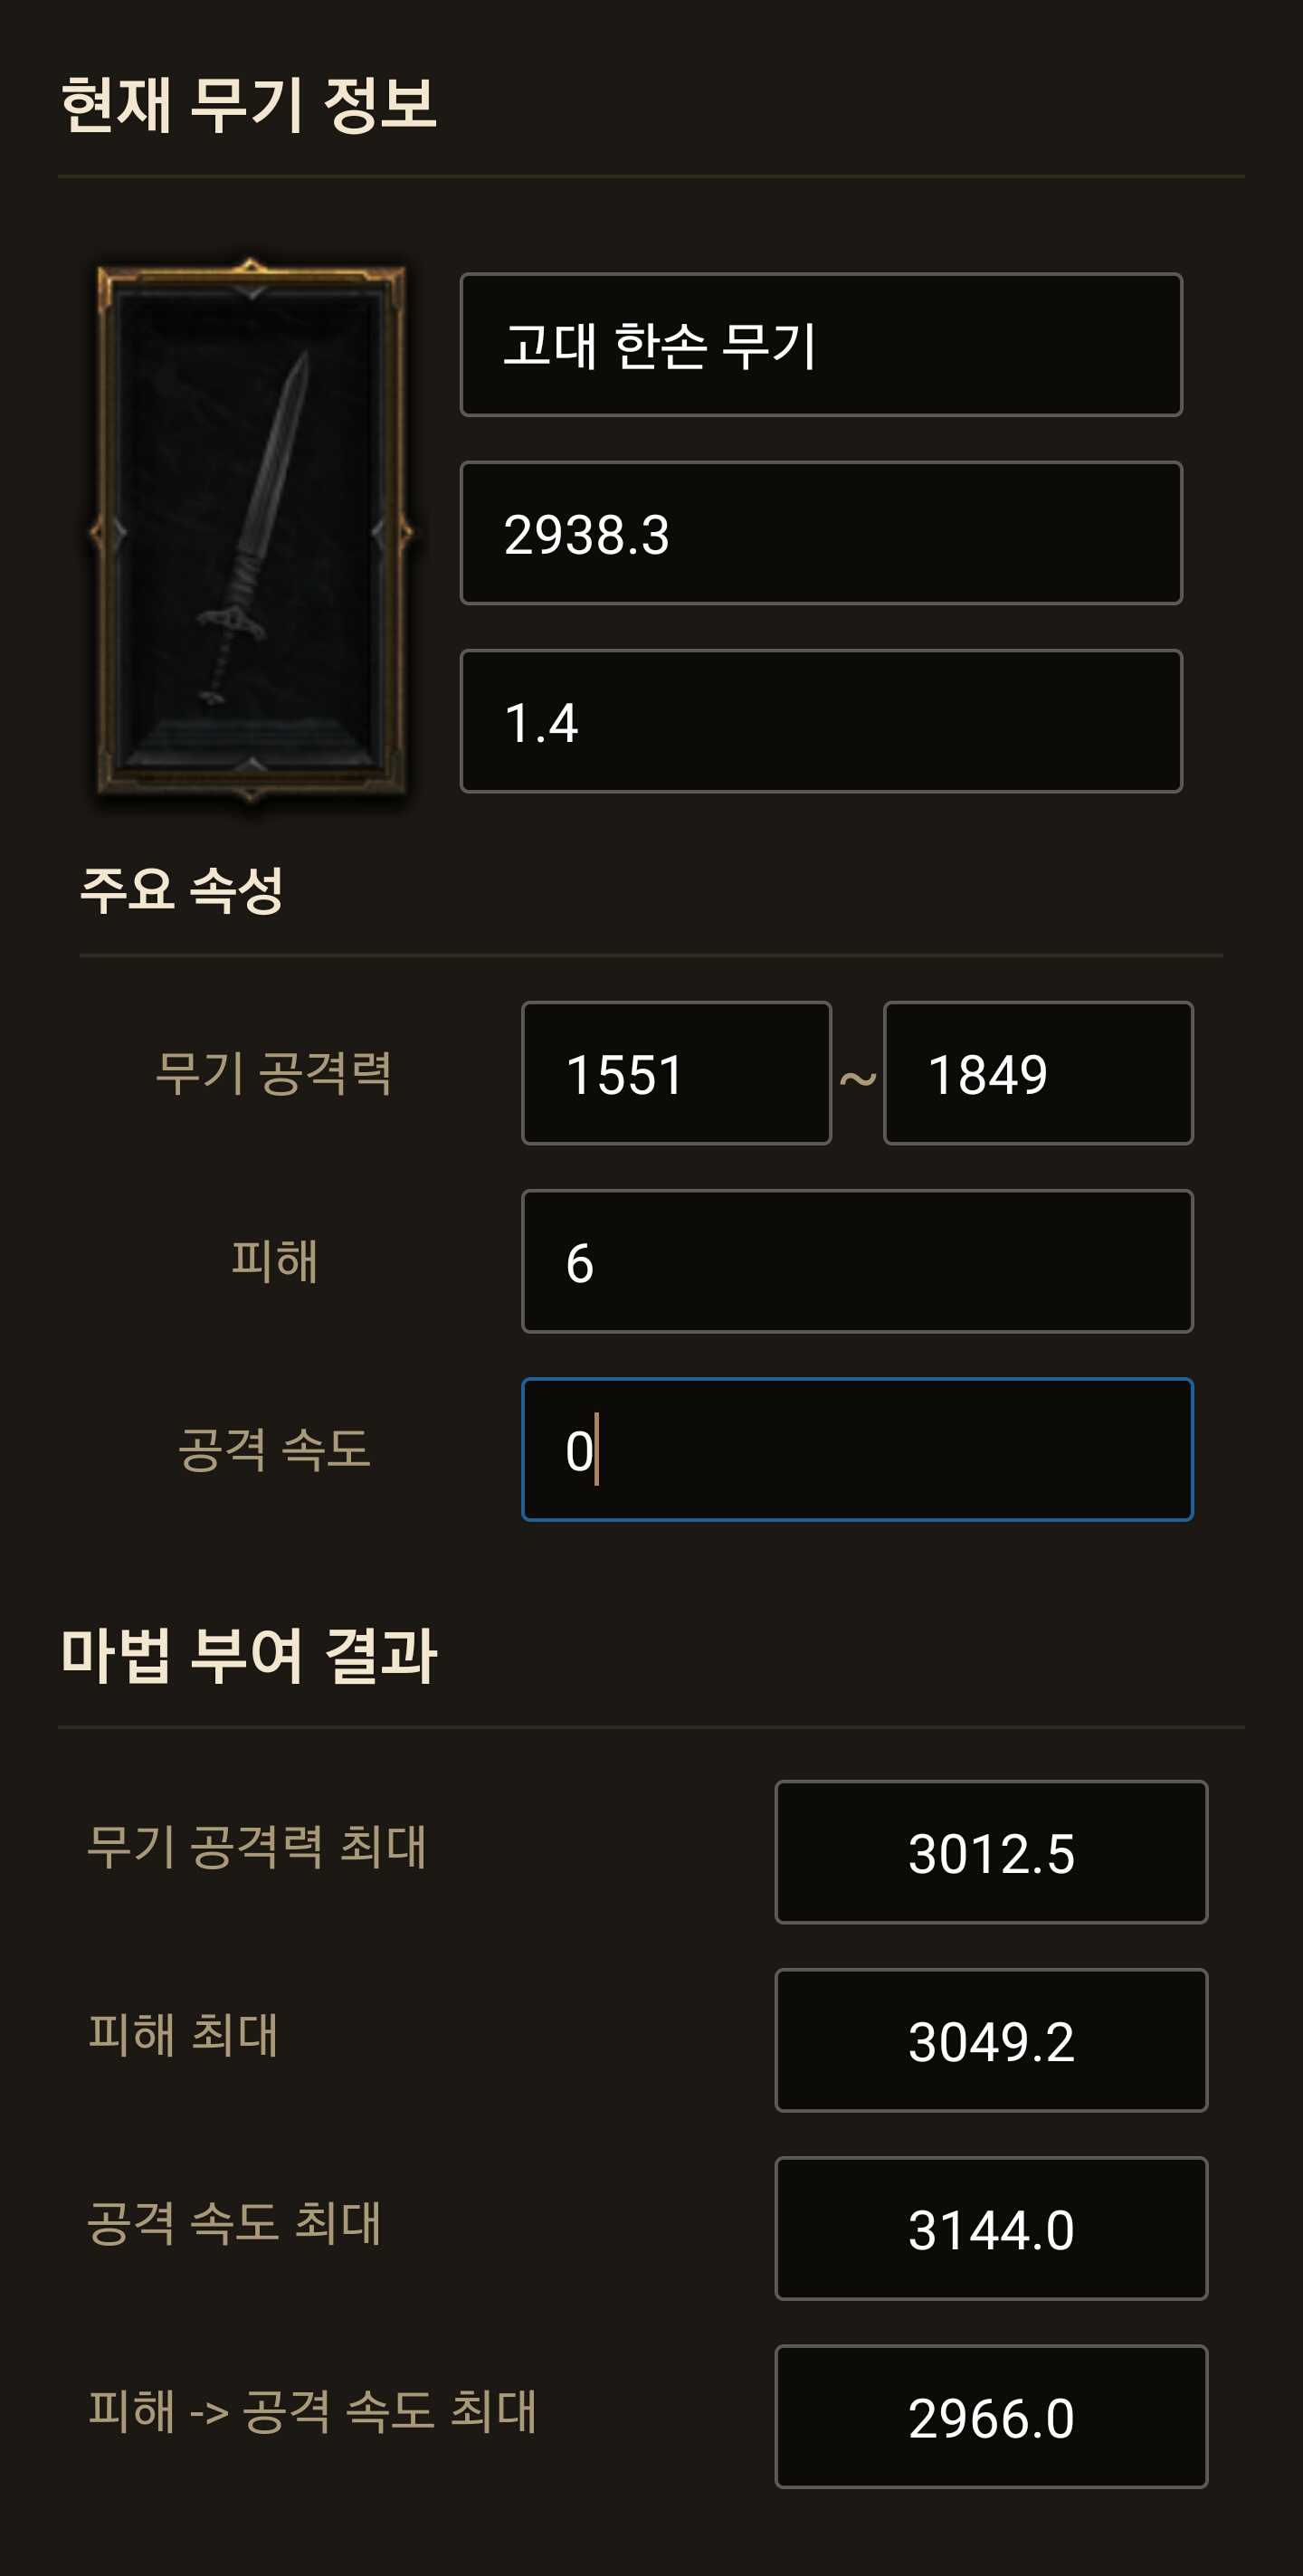 현재 무기 정보
고대 한손 무기
2938.3
1.4
주요 속성
무기 공격력 1551 ~ 1849
피해 6
공격 속도 0
마법 부여 결과
무기 공격력 최대 3012.5
피해 최대 3049.2
공격 속도 최대 3144.0
피해 -> 공격 속도 최대 2966.0